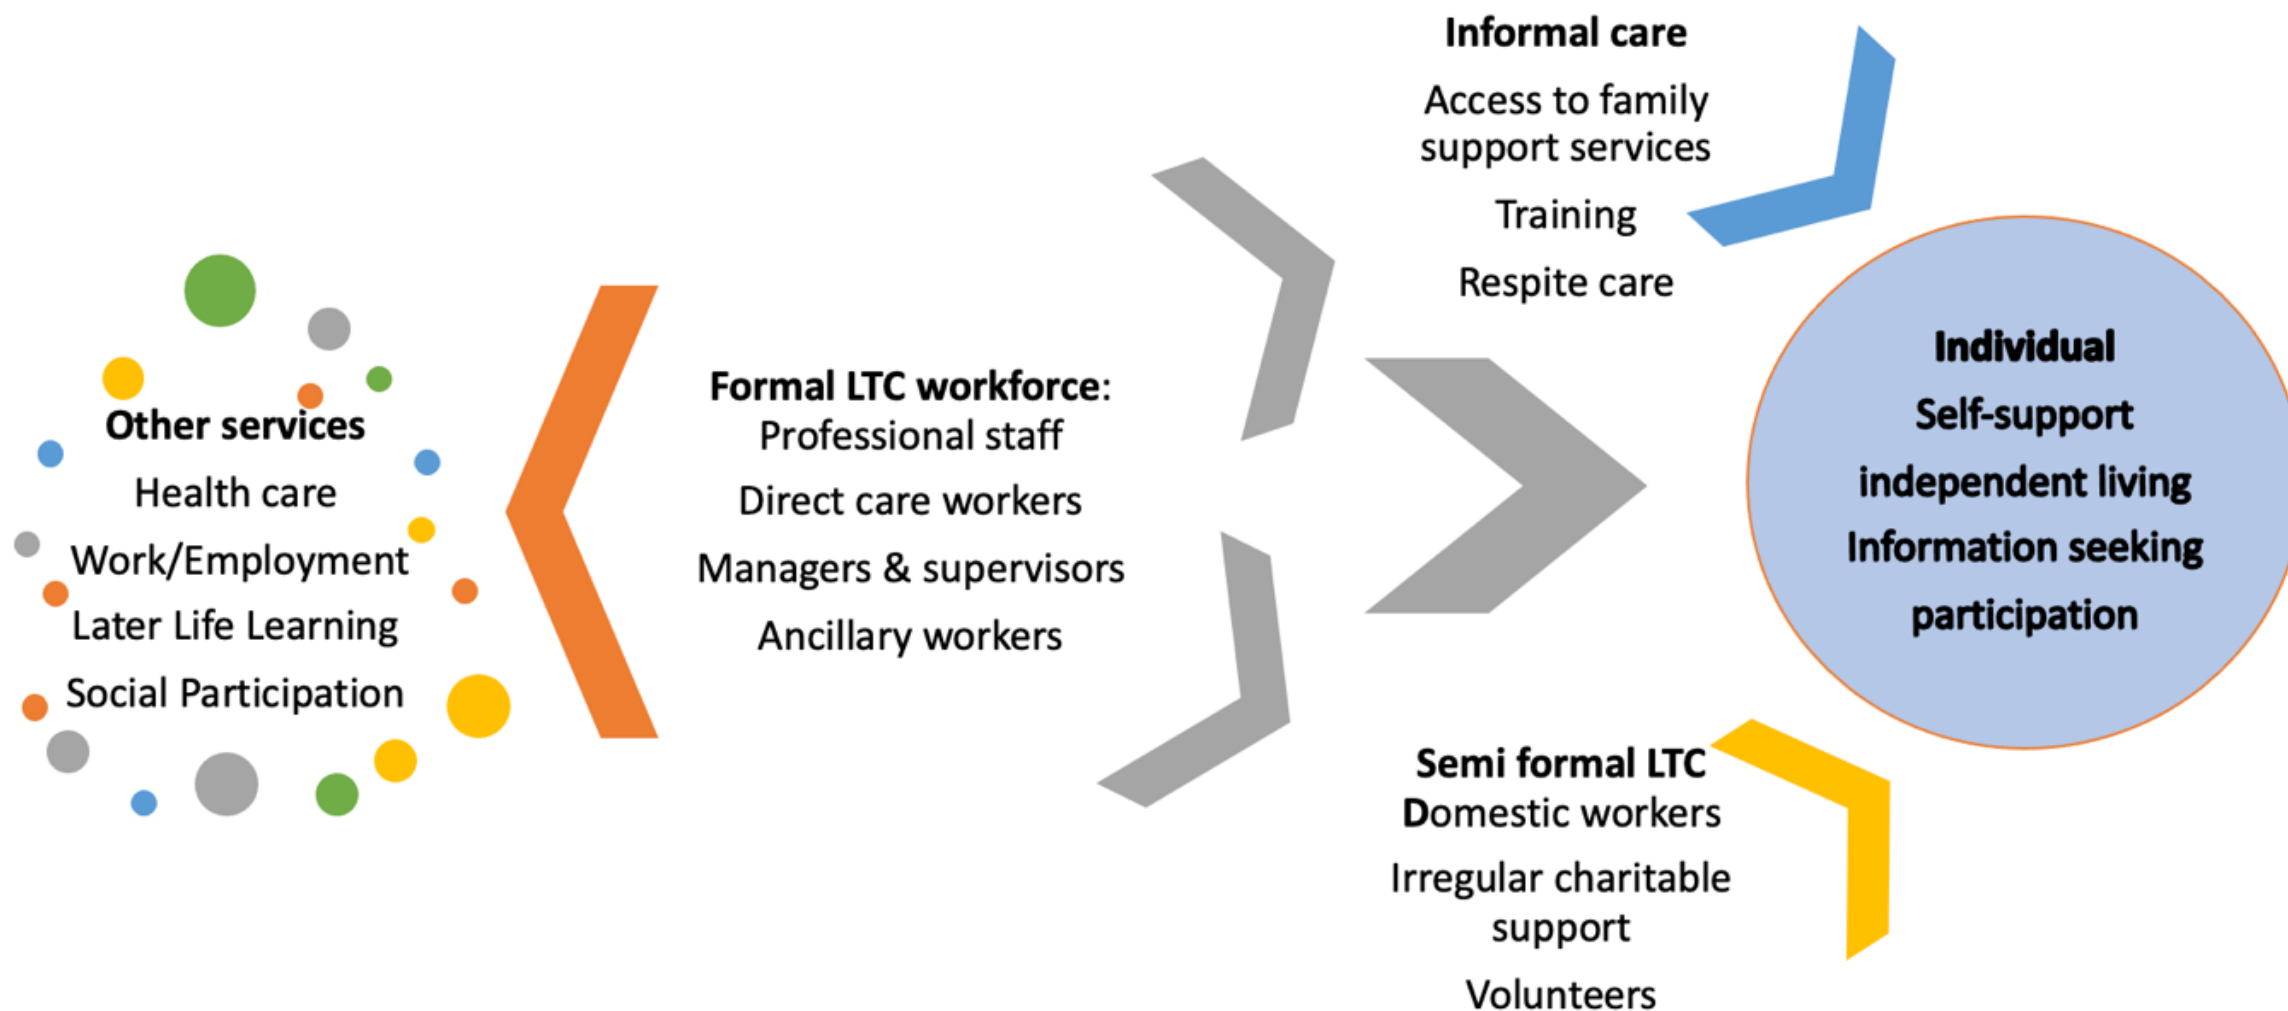 Other services
Health care
Work/Employment
Later Life Learning
Social Participation
Formal LTC workforce:
Professional staff
Direct care workers
Managers & supervisors
Ancillary workers
Informal care
Access to family
support services
Training
Respite care
Semi formal LTC
Domestic workers
Irregular charitable
support
Volunteers
Individual
Self-support
independent living
Information seeking
participation